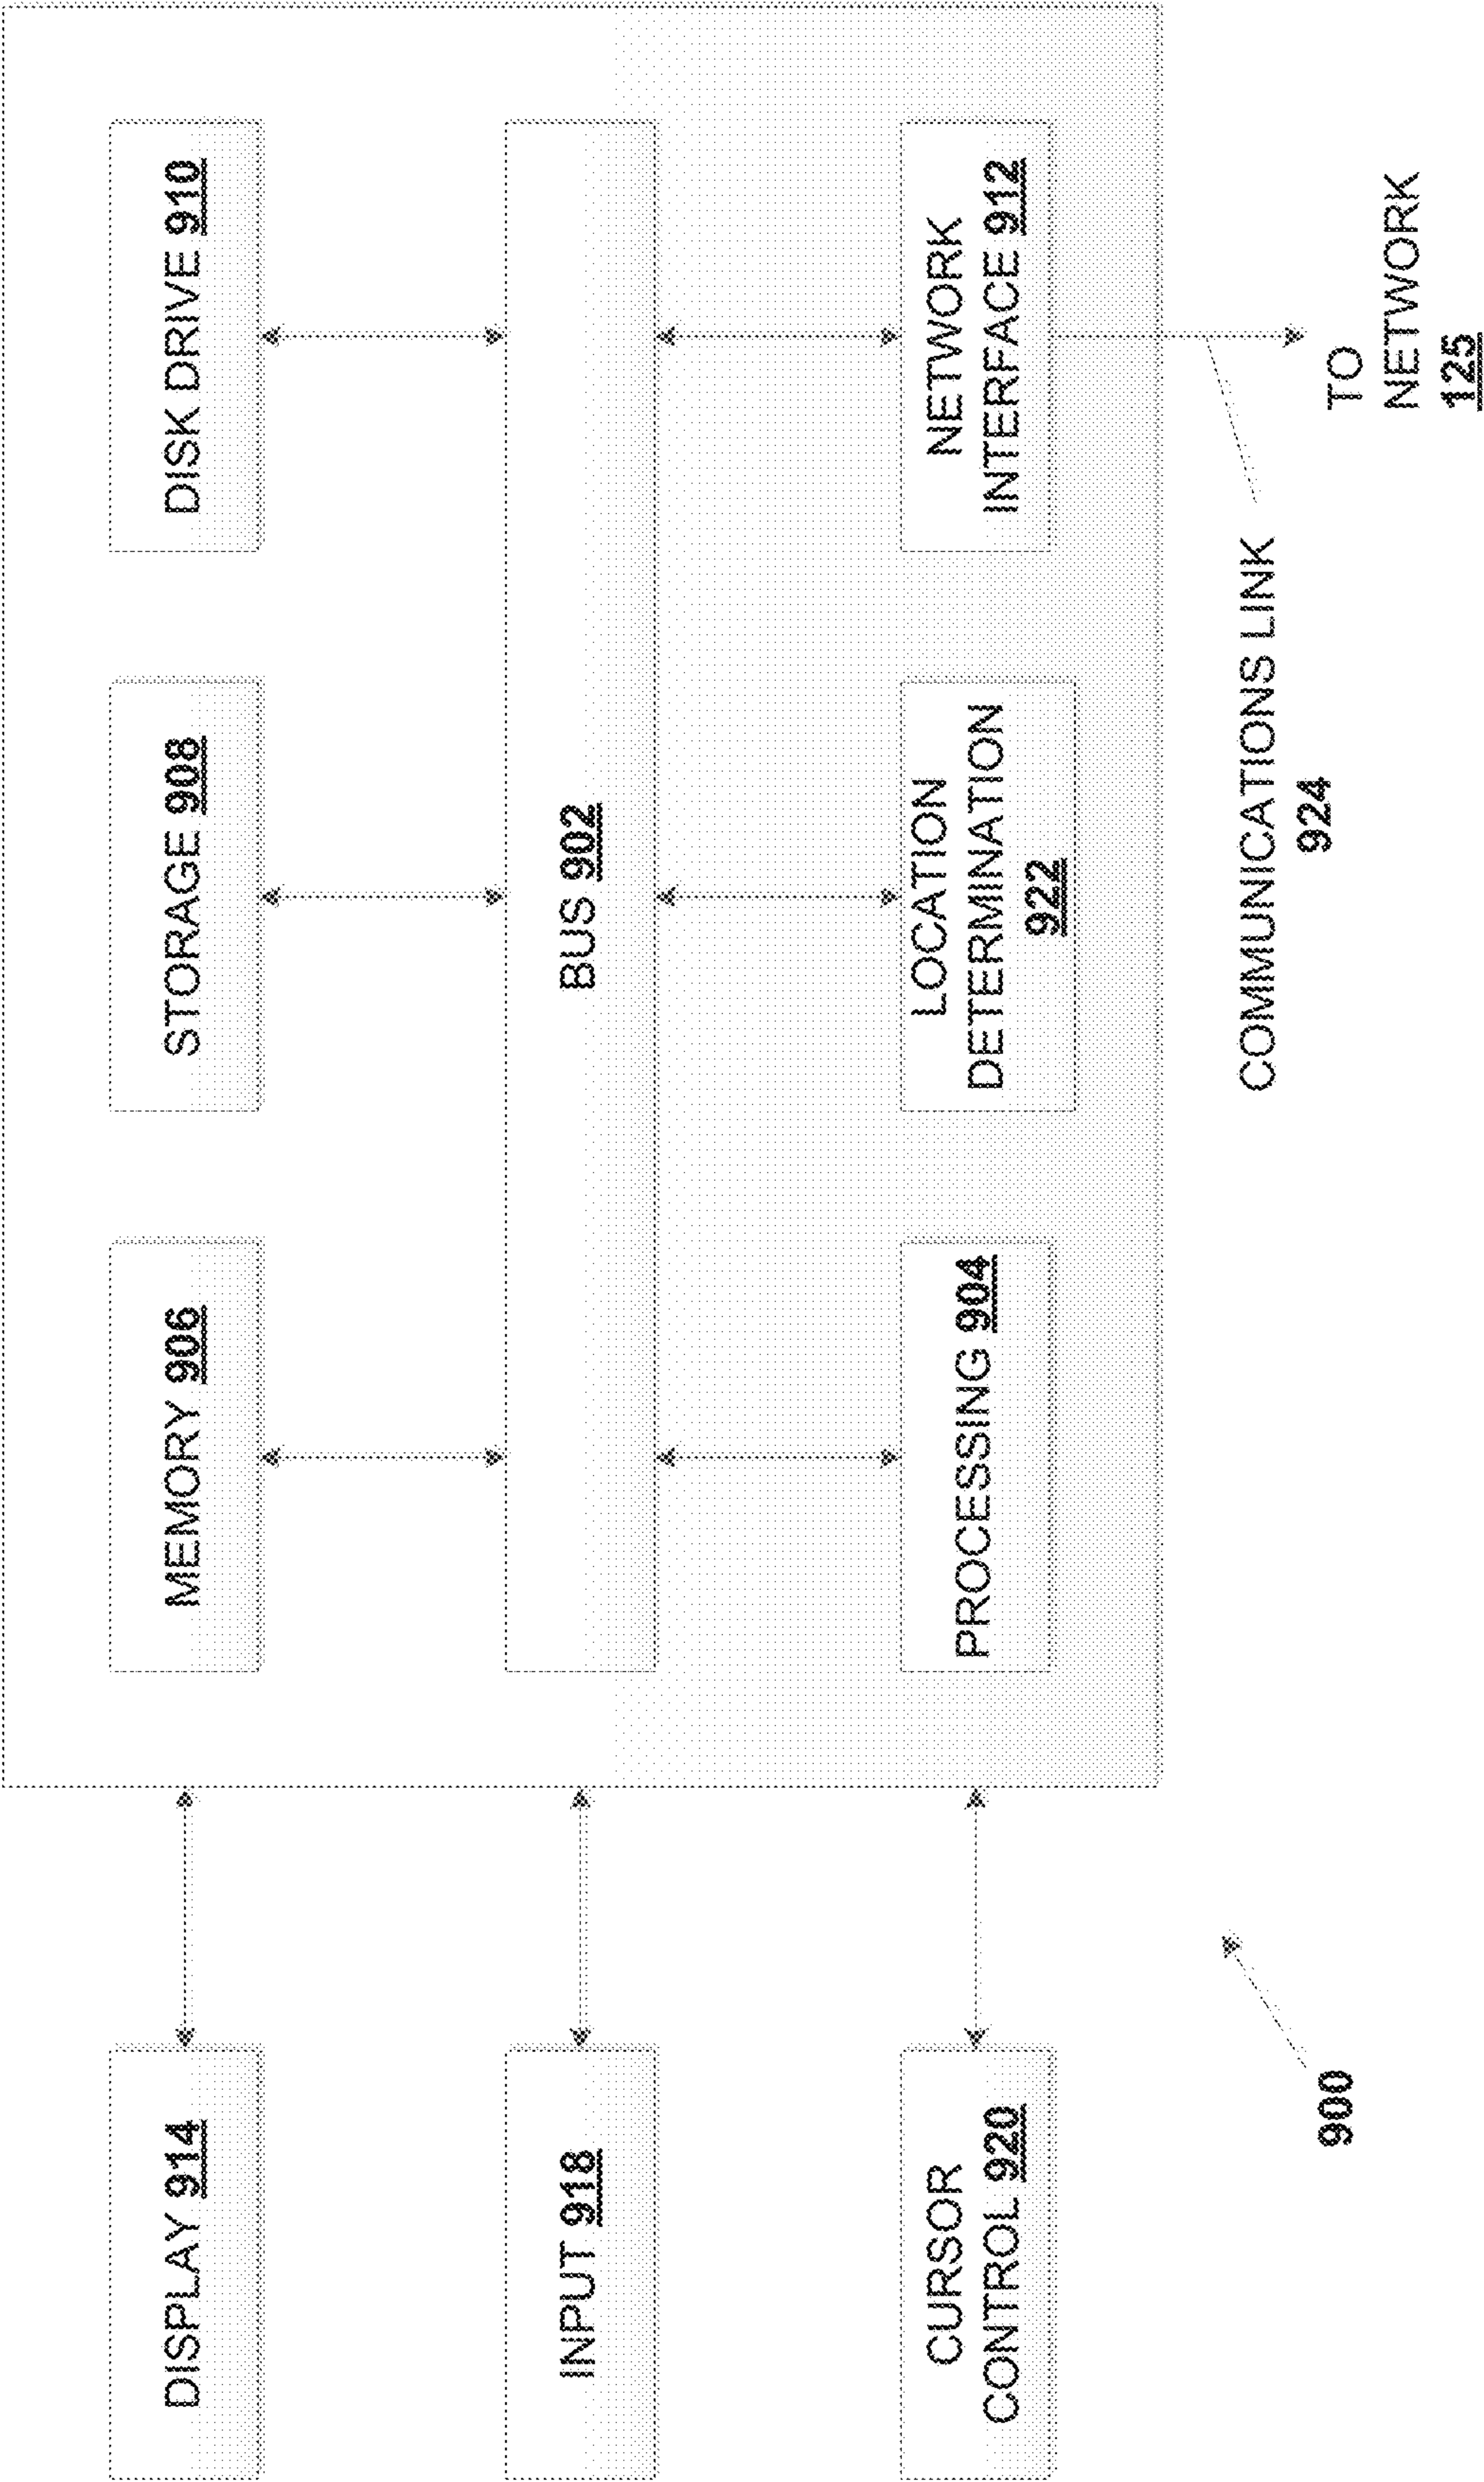 DISPLAY 914
MEMORY 906
STORAGE 908
DISK DRIVE 910
INPUT 918
BUS 902
CURSOR
CONTROL 920
PROCESSING 904
LOCATION
DETERMINATION
922
NETWORK
INTERFACE 912
COMMUNICATIONS LINK
924
TO
NETWORK
125
900